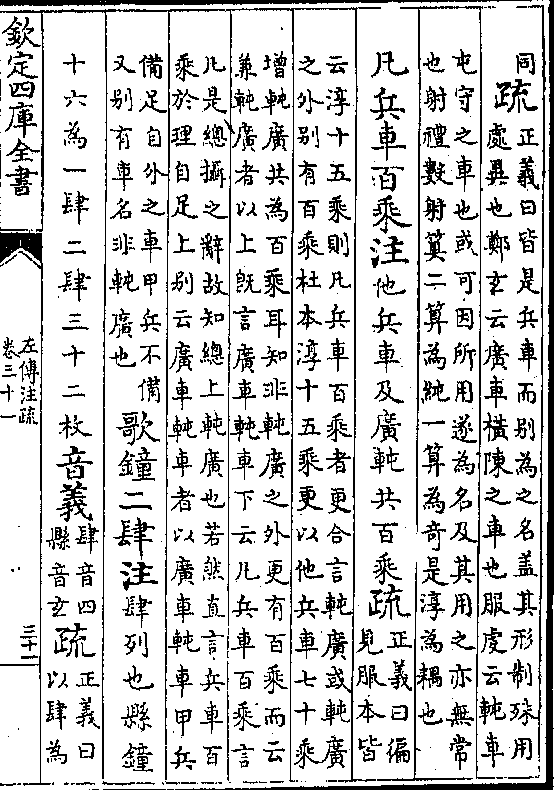 同疏正義曰皆是兵車而别為之名盖其形制殊用
處異也鄭玄云廣車橫陳之車也服虔云軘車
屯守之車也或可因所用遂為名及其用之亦無常
也射禮數射算二算為純一算為奇是淳為耦也
凡兵車百乘注他兵車及廣軘共百乘疏正義曰徧
見服本皆
云淳十五乘則凡兵車百乘者更合言軘廣或軘廣
之外别有百乘杜本淳十五乘更以他兵車七十乘
增軘廣共為百乘耳知非軘廣之外更有百乘而云
兼軘廣者以上旣言廣車軘車下云凡兵車百乘言
凡是總攝之辭故知總上軘廣也若然直言兵車百
乘於理自足上别云廣車軘車者以廣車軘車甲兵
備足自外之車甲兵不備
又别有車名非軘廣也
歌鐘二肆注肆列也縣鐘
十六為一肆二肆三十二枚音義肆音四
縣音玄疏正義曰
以肆為
欽定四庫全書
左傳注疏
卷三十一
三十一